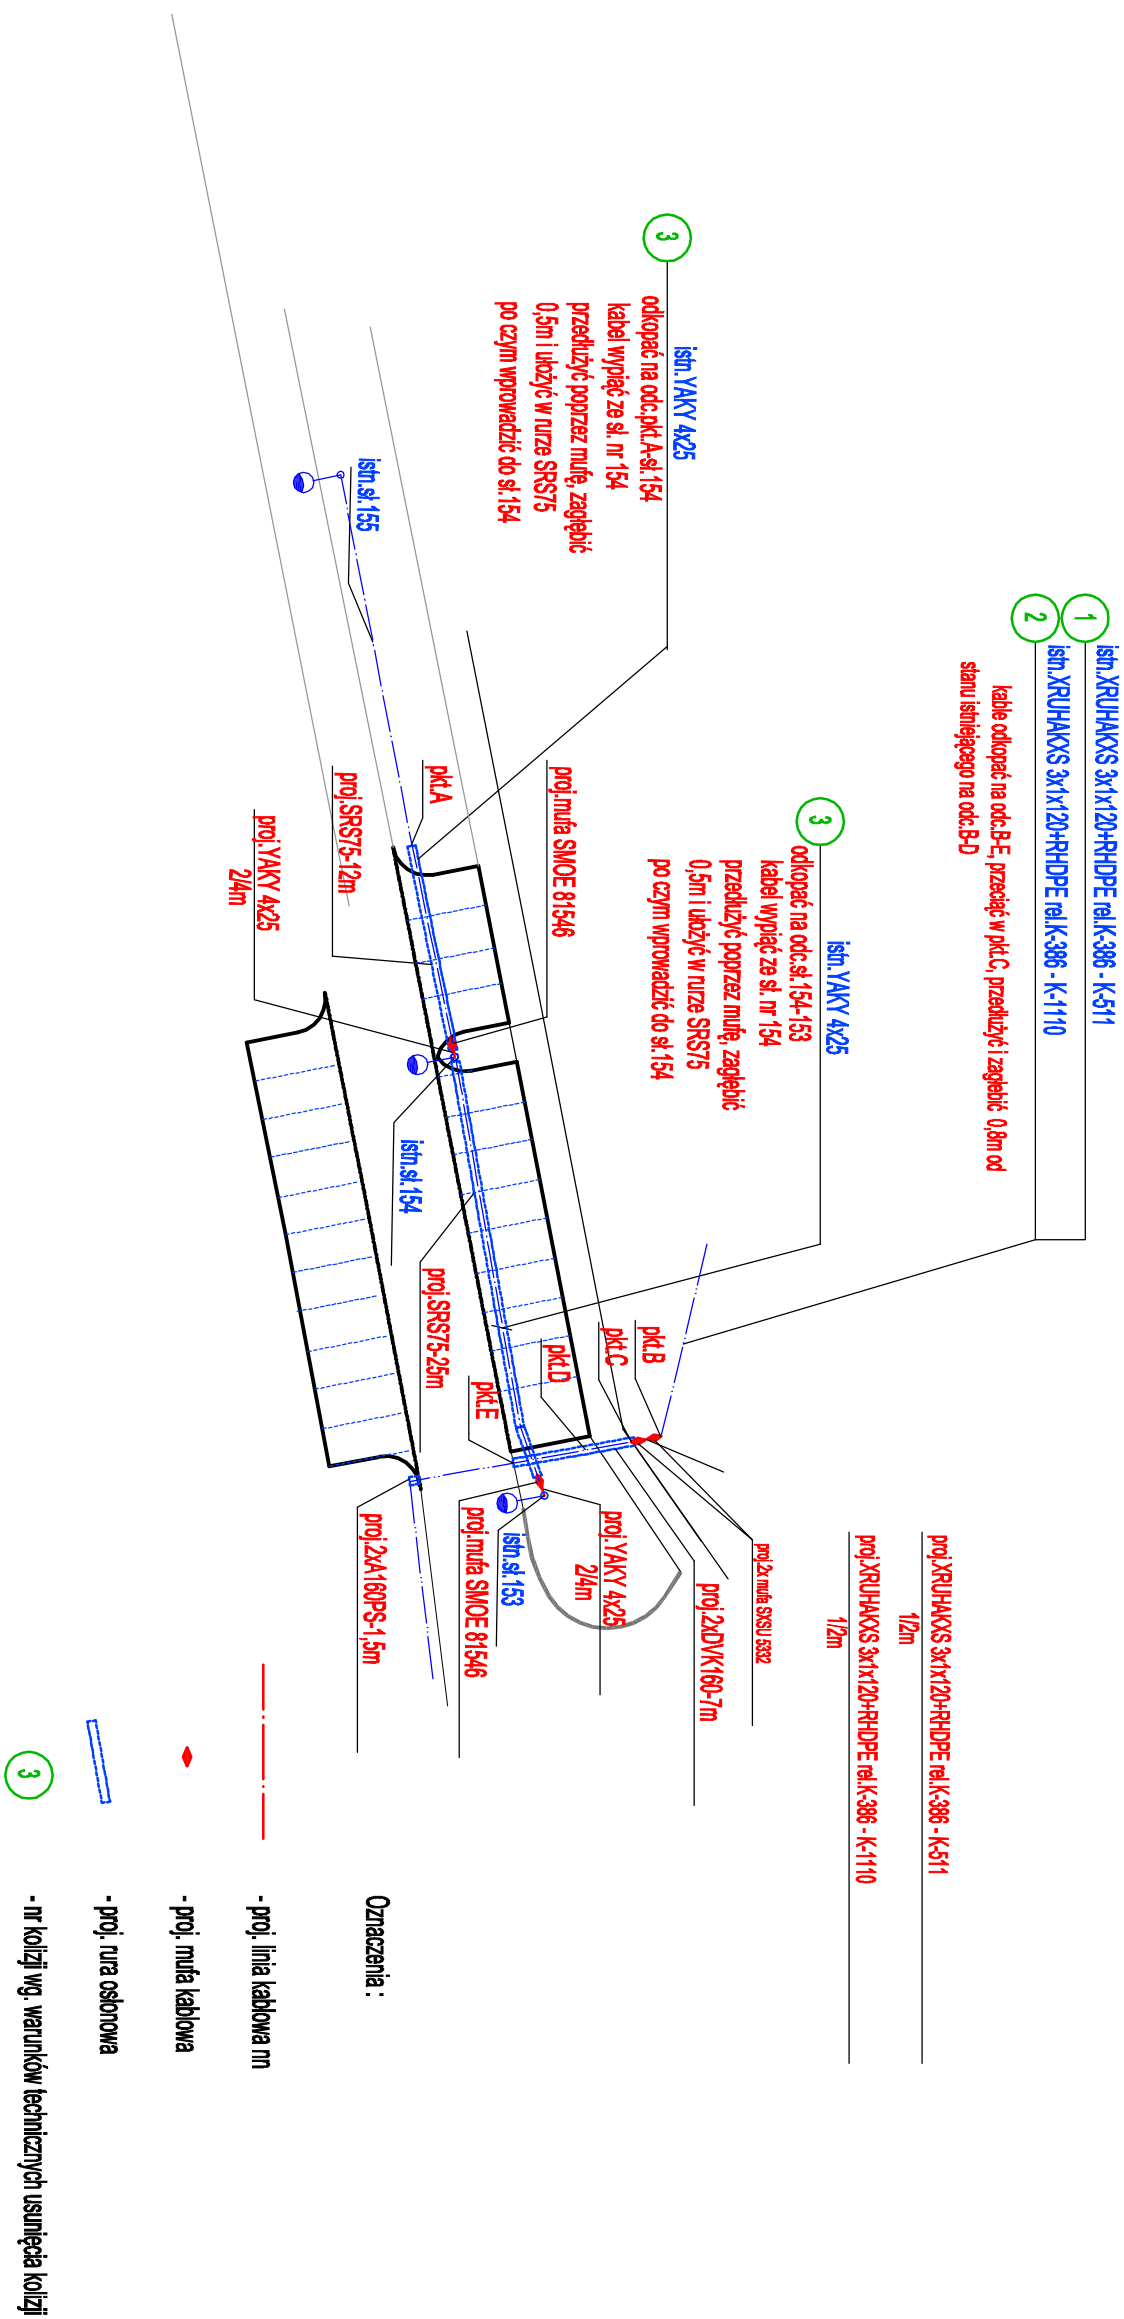 1
istn.XRUHAKXS 3x1x120+RHDPE rel.K-386 - K-511
2
istn.XRUHAKXS 3x1x120+RHDPE rel.K-386 - K-1110
kable odkopać na odc.B-E, przeciąć w pkt.C, przedłużyć i zagłębić 0,8m od
stanu istniejącego na odc.B-D
3
istn.YAKY 4x25
odkopać na odc.sł.154-153
kabel wypiąć ze sł. nr 154
przedłużyć poprzez mufę, zagłębić
0,5m i ułożyć w rurze SRS75
po czym wprowadzić do sł.154
3
istn.YAKY 4x25
odkopać na odc.pkt.A-sł.154
kabel wypiąć ze sł. nr 154
przedłużyć poprzez mufę, zagłębić
0,5m i ułożyć w rurze SRS75
po czym wprowadzić do sł.154
proj.XRUHAKXS 3x1x120+RHDPE rel.K-386 - K-511
1/2m
proj.XRUHAKXS 3x1x120+RHDPE rel.K-386 - K-1110
1/2m
proj.2x mufa SXSU 5332
proj.2xDVK160-7m
pkt.B
pkt.C
pkt.D
pkt.E
proj.YAKY 4x25
2/4m
istn.sł.153
proj.mufa SMOE 81546
proj.2xA160PS-1,5m
proj.mufa SMOE 81546
pkt.A
istn.sł.155
proj.SRS75-12m
proj.YAKY 4x25
2/4m
istn.sł.154
proj.SRS75-25m
Oznaczenia :
- proj. linia kablowa nn
- proj. mufa kablowa
- proj. rura osłonowa
3
- nr kolizji wg. warunków technicznych usunięcia kolizji